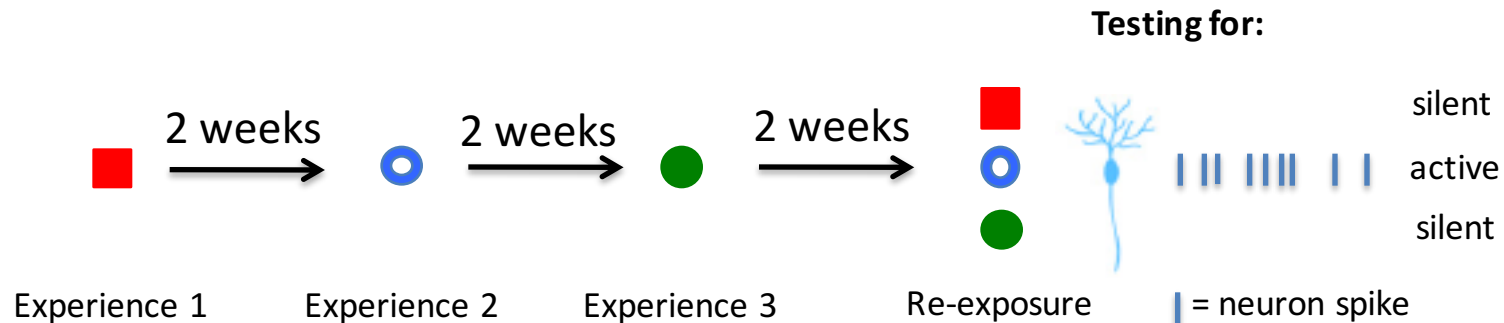 Testing for:
2 weeks
2 weeks
2 weeks
silent
active
silent
Experience 1
Experience 2
Experience 3
Re-exposure
= neuron spike